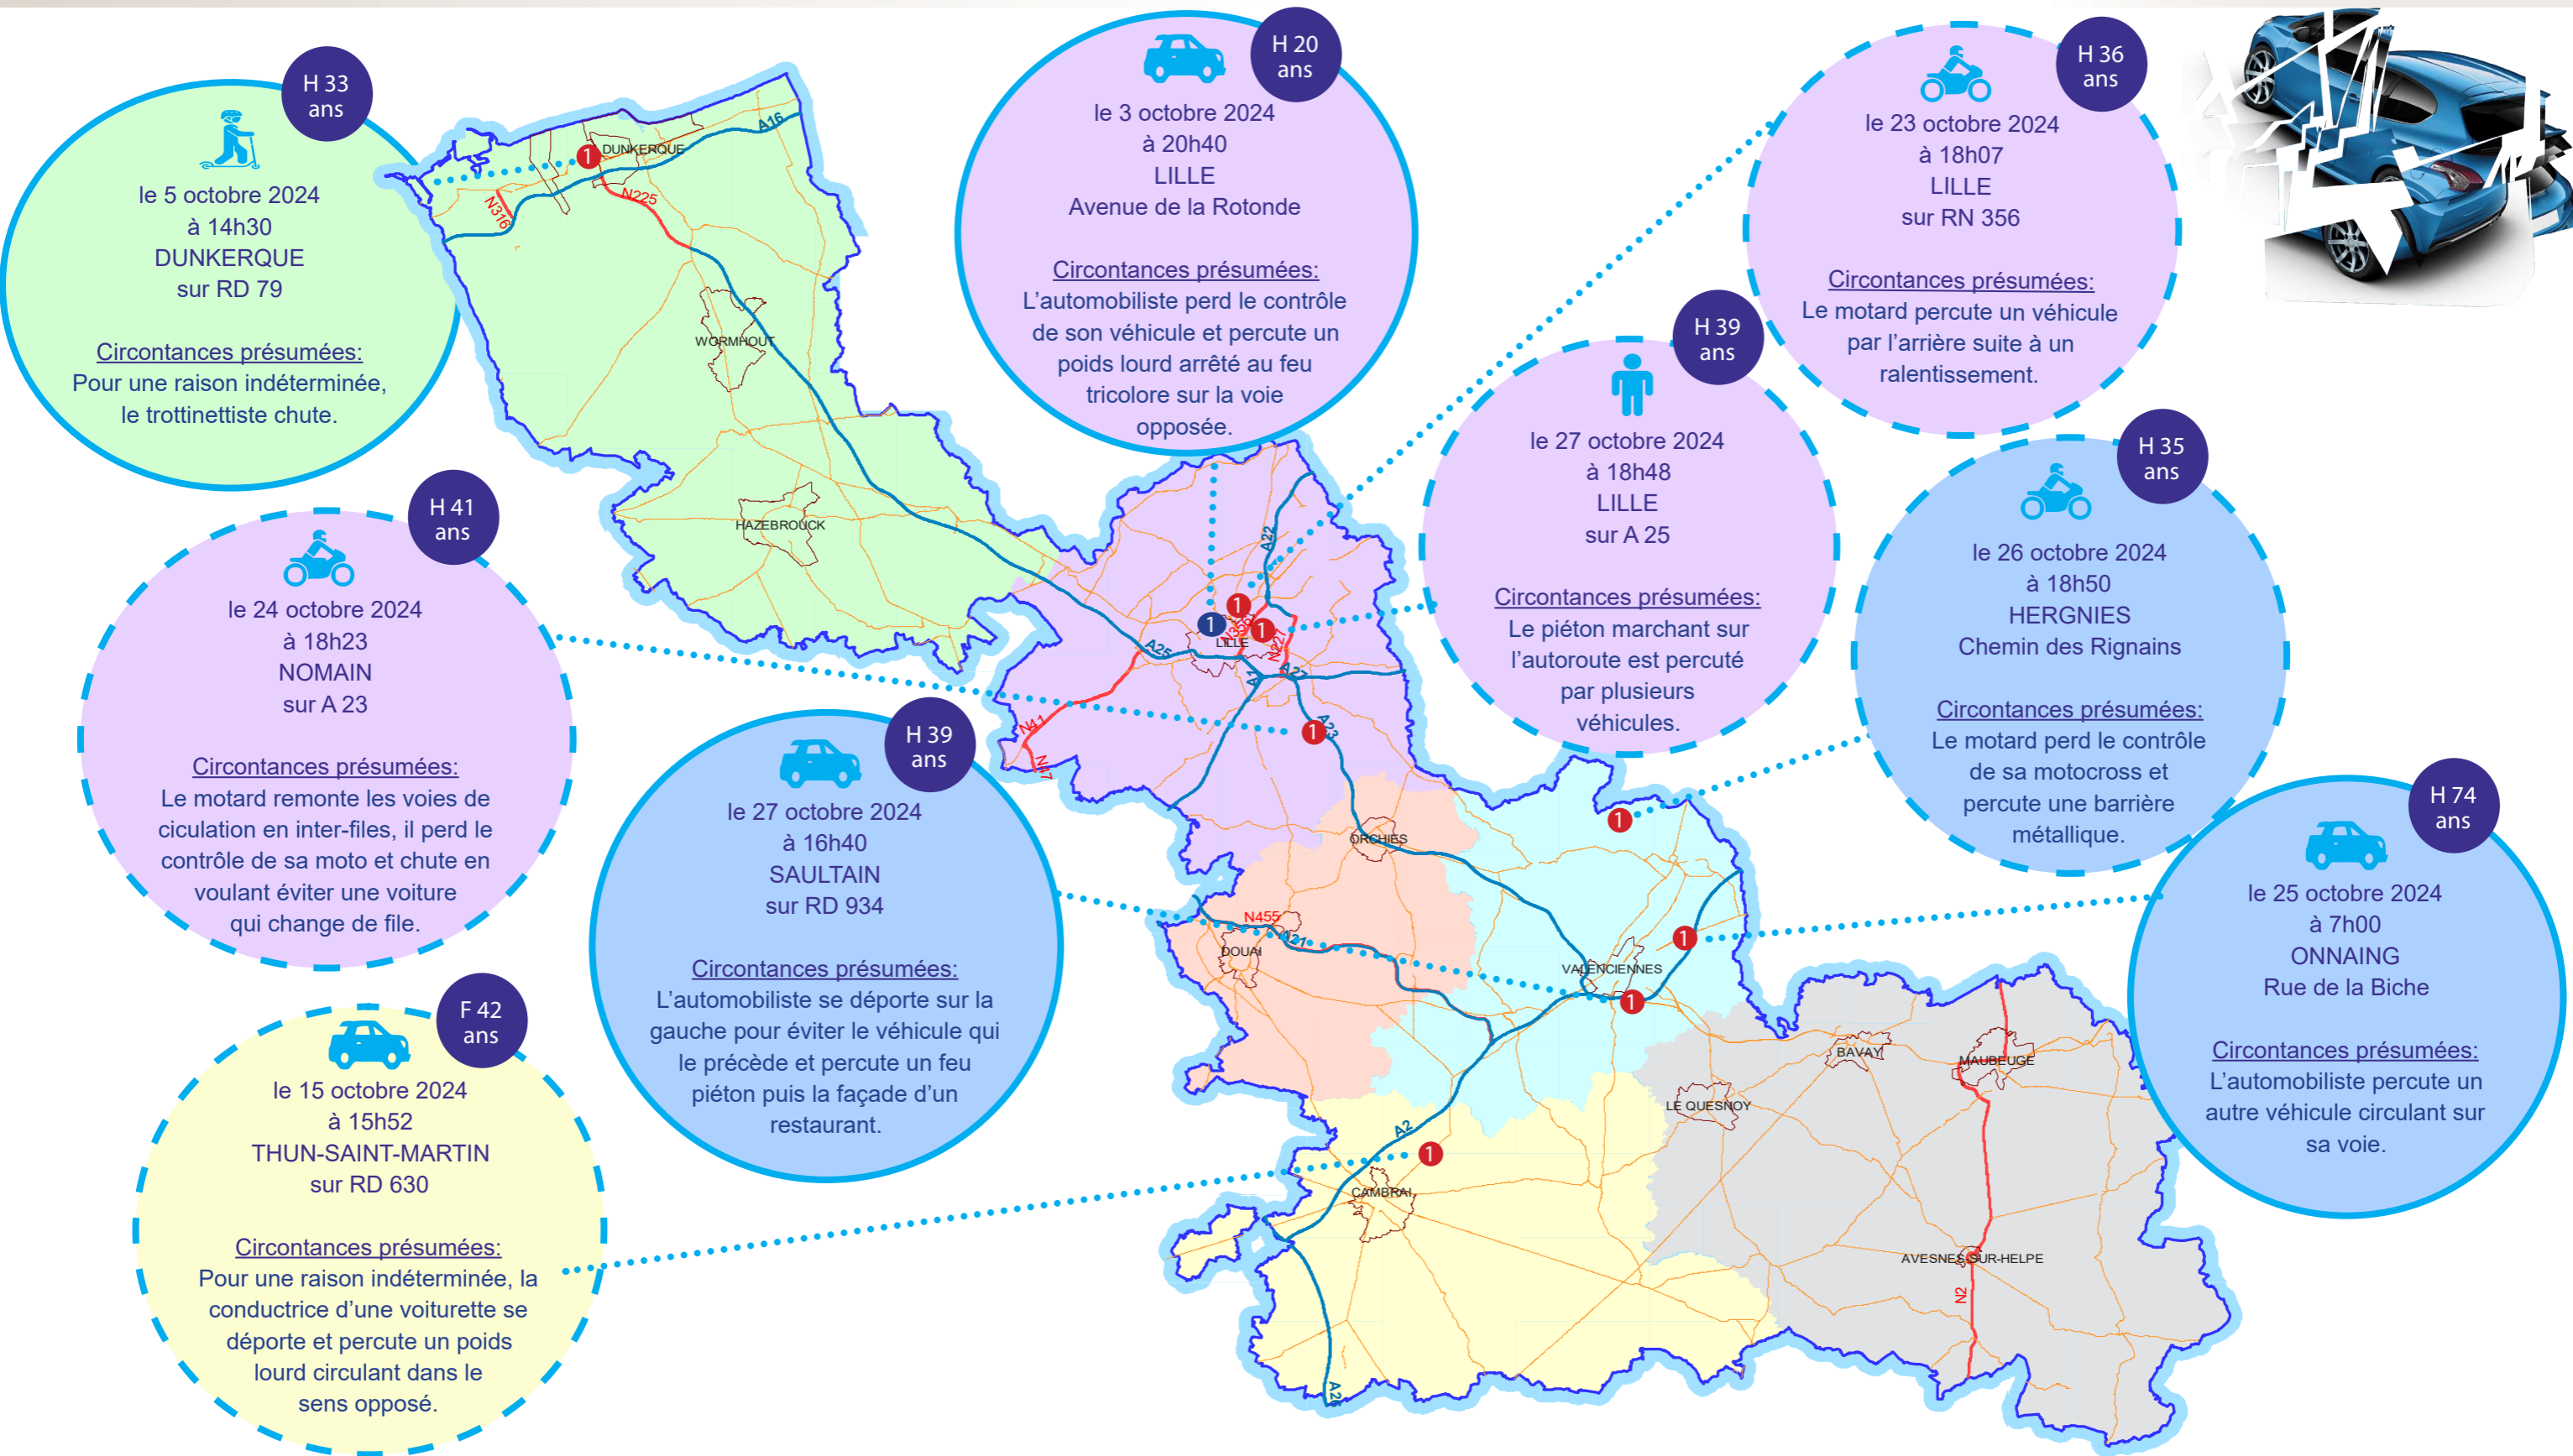 H 33
ans
le 5 octobre 2024
à 14h30
DUNKERQUE
sur RD 79
Circontances présumées:
Pour une raison indéterminée,
le trottinettiste chute.
H 20
ans
le 3 octobre 2024
à 20h40
LILLE
Avenue de la Rotonde
Circontances présumées:
L'automobiliste perd le contrôle
de son véhicule et percute un
poids lourd arrêté au feu
tricolore sur la voie
opposée.
H 36
ans
le 23 octobre 2024
à 18h07
LILLE
sur RN 356
Circontances présumées:
Le motard percute un véhicule
par l'arrière suite à un
ralentissement.
H 39
ans
le 27 octobre 2024
à 18h48
LILLE
sur A 25
Circontances présumées:
Le piéton marchant sur
l'autoroute est percuté
par plusieurs
véhicules.
H 35
ans
le 26 octobre 2024
à 18h50
HERGNIES
Chemin des Rignains
Circontances présumées:
Le motard perd le contrôle
de sa motocross et
percute une barrière
métallique.
H 41
ans
le 24 octobre 2024
à 18h23
NOMAIN
sur A 23
Circontances présumées:
Le motard remonte les voies de
ciculation en inter-files, il perd le
contrôle de sa moto et chute en
voulant éviter une voiture
qui change de file.
H 39
ans
le 27 octobre 2024
à 16h40
SAULTAIN
sur RD 934
Circontances présumées:
L'automobiliste se déporte sur la
gauche pour éviter le véhicule qui
le précède et percute un feu
piéton puis la façade d'un
restaurant.
H 74
ans
le 25 octobre 2024
à 7h00
ONNAING
Rue de la Biche
Circontances présumées:
L'automobiliste percute un
autre véhicule circulant sur
sa voie.
F 42
ans
le 15 octobre 2024
à 15h52
THUN-SAINT-MARTIN
sur RD 630
Circontances présumées:
Pour une raison indéterminée, la
conductrice d'une voiturette se
déporte et percute un poids
lourd circulant dans le
sens opposé.
A16
1
DUNKERQUE
N316
N225
WORMHOUT
HAZEBROUCK
A22
1
1
1
LILLE
N227
A25
A1
A27
N41
N47
1
A23
ORCHIES
1
N455
A21
DOUAI
1
VALENCIENNES
1
BAVAY
MAUBEUGE
LE QUESNOY
A2
1
CAMBRAI
AVESNES-SUR-HELPE
N2